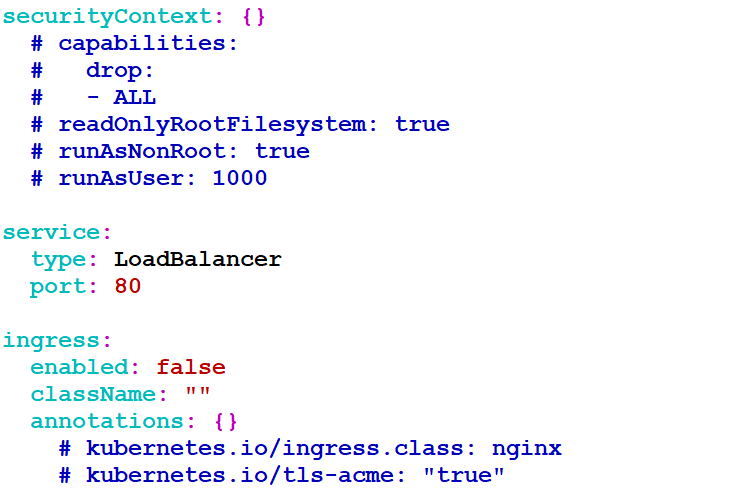 securityContext: {}
  # capabilities:
  #   drop:
  #   - ALL
  # readOnlyRootFilesystem: true
  # runAsNonRoot: true
  # runAsUser: 1000

service:
  type: LoadBalancer
  port: 80

ingress:
  enabled: false
  className: ""
  annotations: {}
    # kubernetes.io/ingress.class: nginx
    # kubernetes.io/tls-acme: "true"